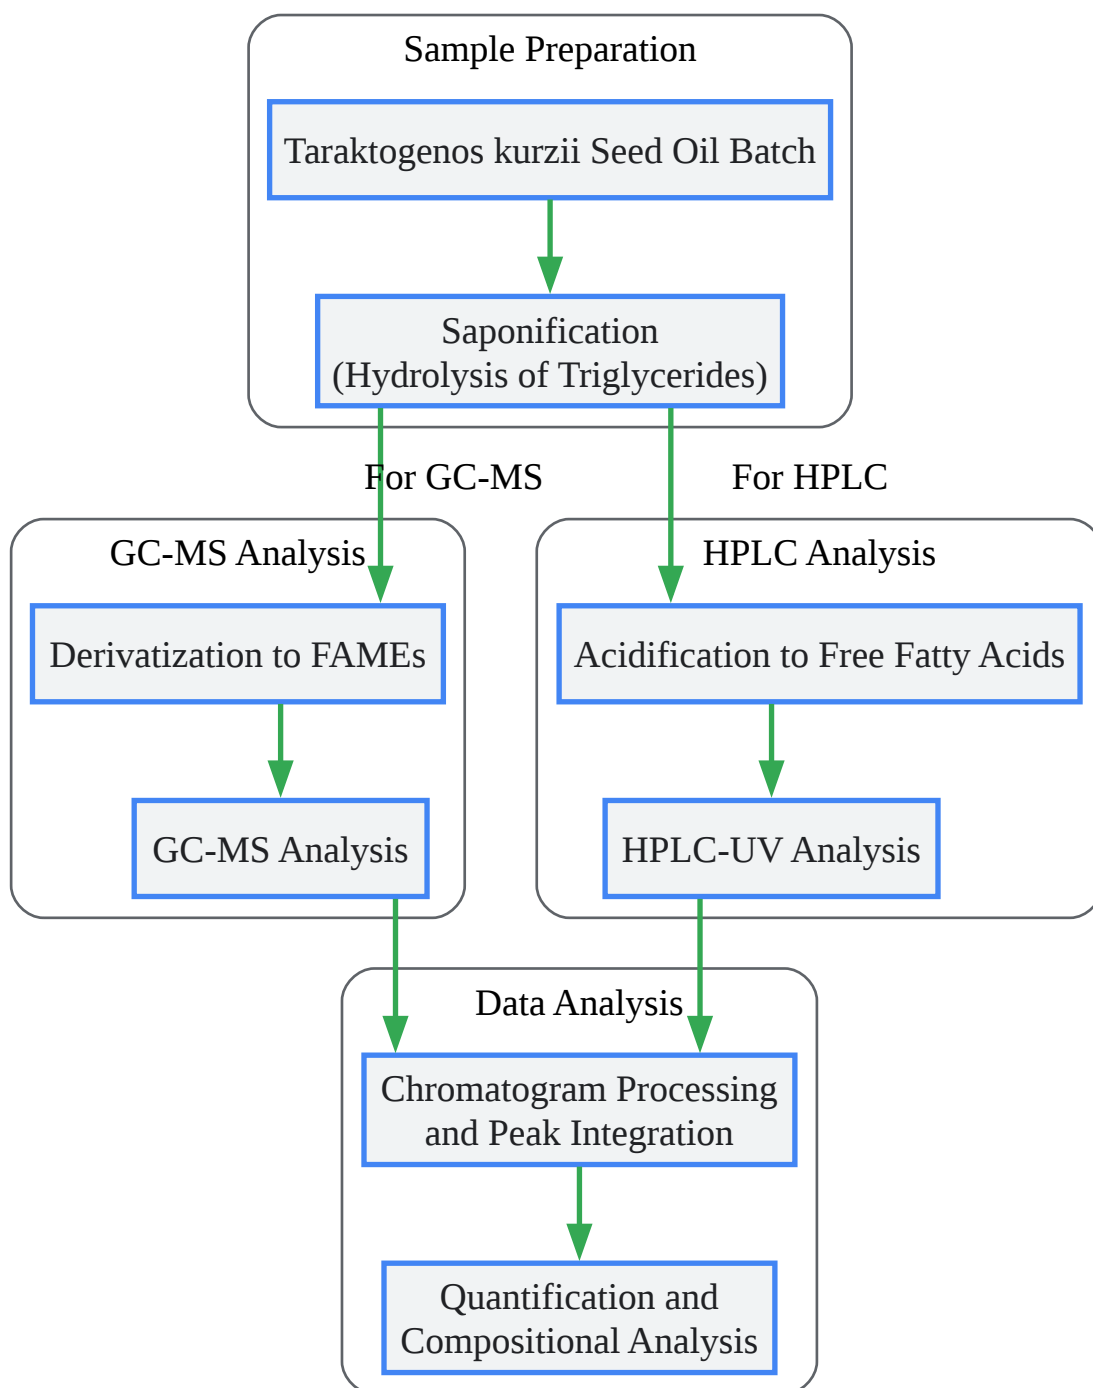 Sample Preparation
Taraktogenos kurzii Seed Oil Batch
Saponification
(Hydrolysis of Triglycerides)
For GC-MS
For HPLC
GC-MS Analysis
Derivatization to FAMEs
GC-MS Analysis
HPLC Analysis
Acidification to Free Fatty Acids
HPLC-UV Analysis
Data Analysis
Chromatogram Processing
and Peak Integration
Quantification and
Compositional Analysis